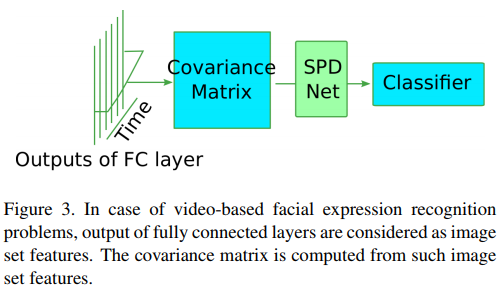 Covariance
Matrix
SPD
Net
Classifier
Time
Outputs of FC layer
Figure 3. In case of video-based facial expression recognition
problems, output of fully connected layers are considered as image
set features. The covariance matrix is computed from such image
set features.